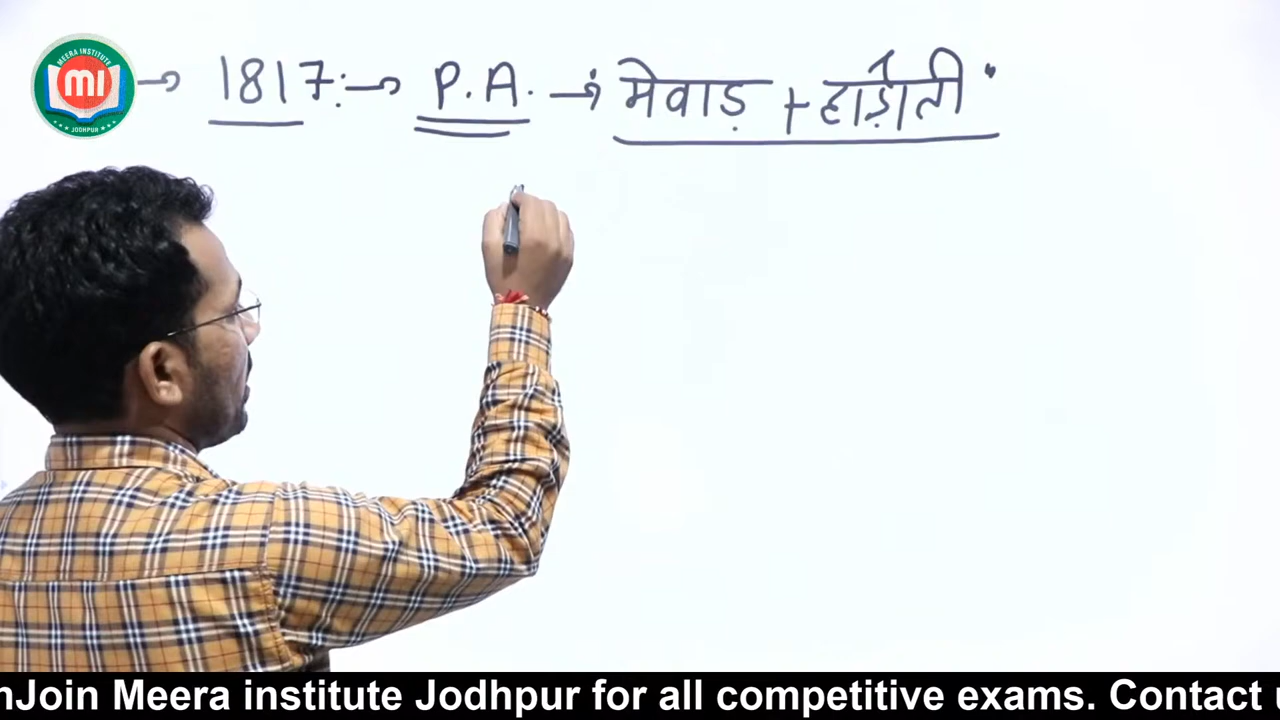 MEERA INSTITUTE
MI
JODHPUR
→ 1817:→ P.A. → मेवाड़ + हाड़ौती
nJoin Meera institute Jodhpur for all competitive exams. Contact u